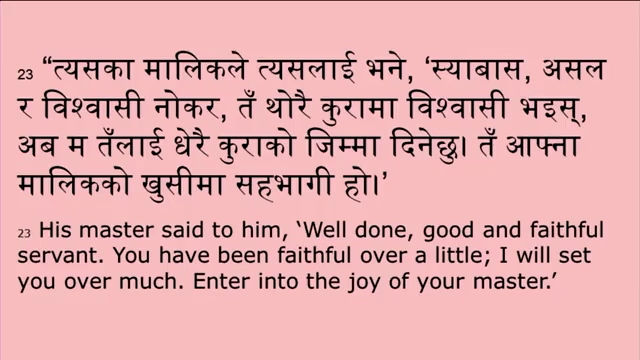 23 “त्यसका मालिकले त्यसलाई भने, ‘स्याबास, असल
र विश्वासी नोकर, तँ थोरै कुरामा विश्वासी भइस्,
अब म तँलाई धेरै कुराको जिम्मा दिनेछु। तँ आफ्ना
मालिकको खुसीमा सहभागी हो।’
23 His master said to him, ‘Well done, good and faithful
servant. You have been faithful over a little; I will set
you over much. Enter into the joy of your master.’